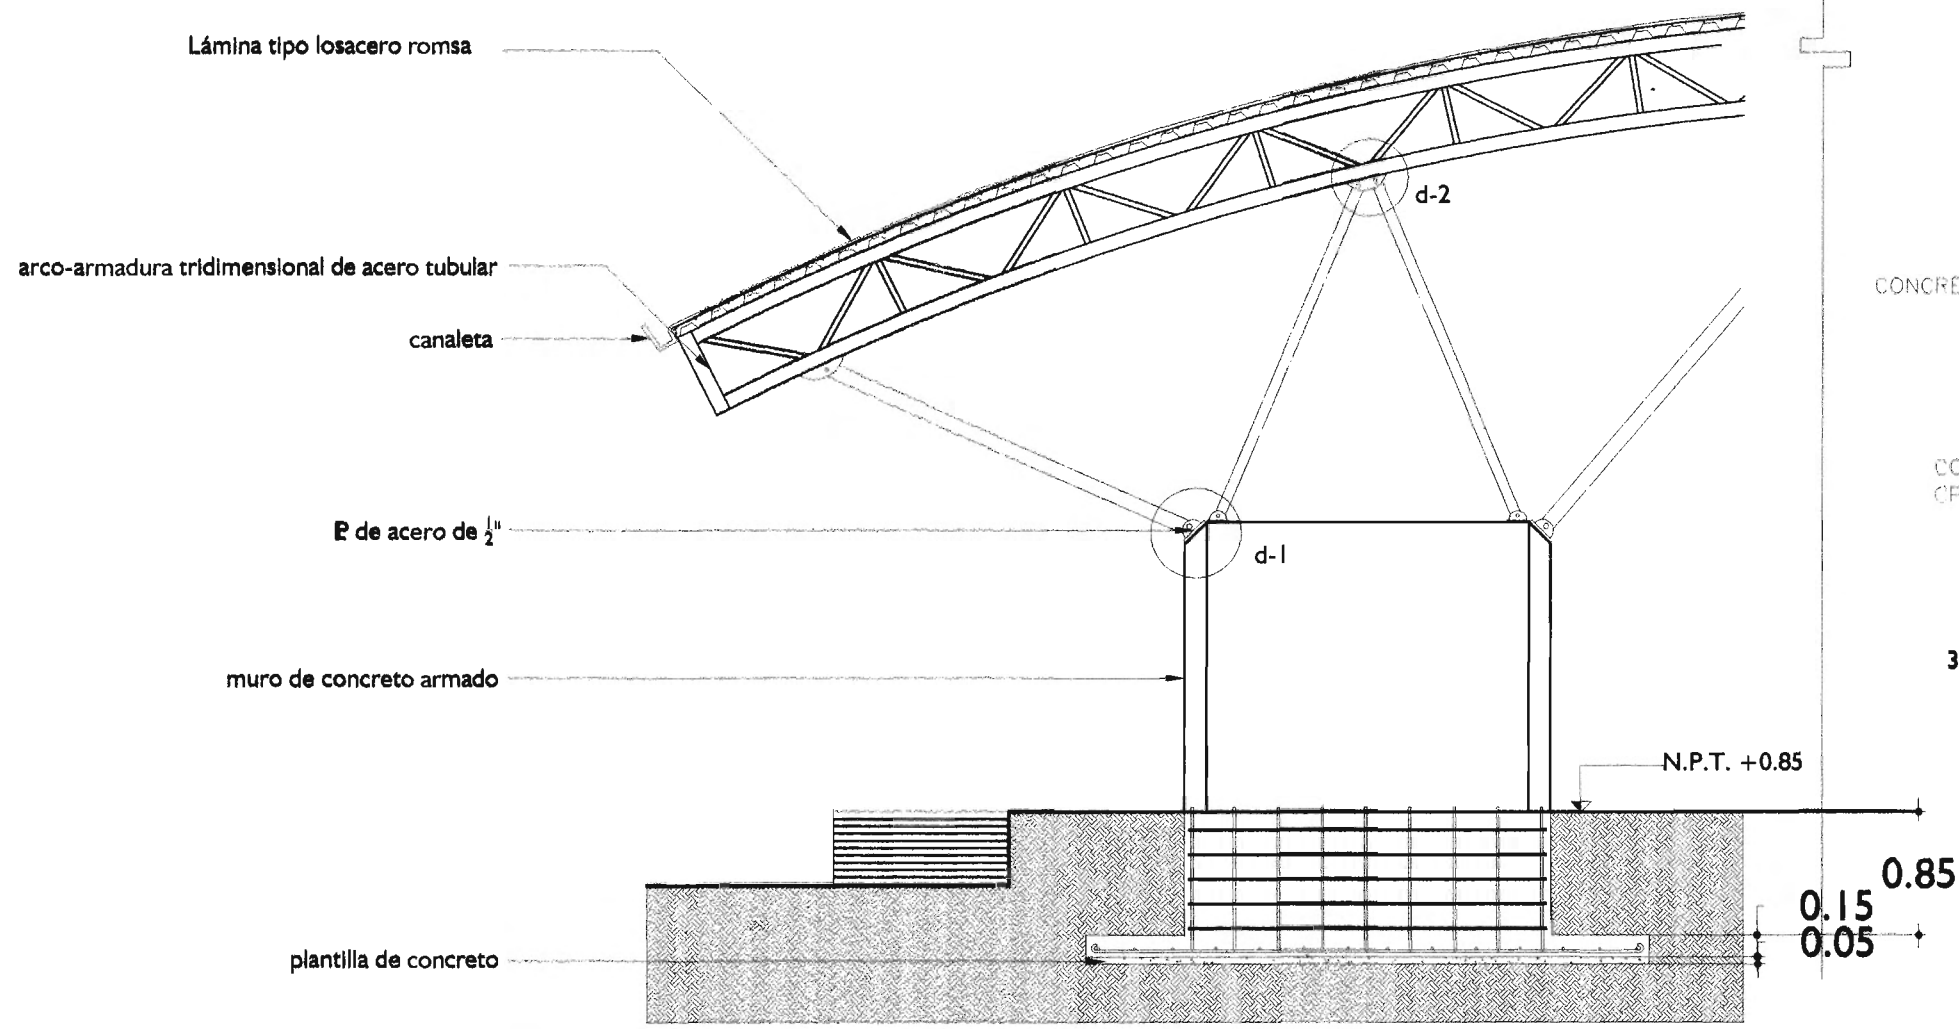 Lámina tipo losacero romsa
d-2
arco-armadura tridimensional de acero tubular
CONCRE
canaleta
CO
P de acero de 1/2"
d-1
muro de concreto armado
3
N.P.T. +0.85
0.85
0.15
0.05
plantilla de concreto